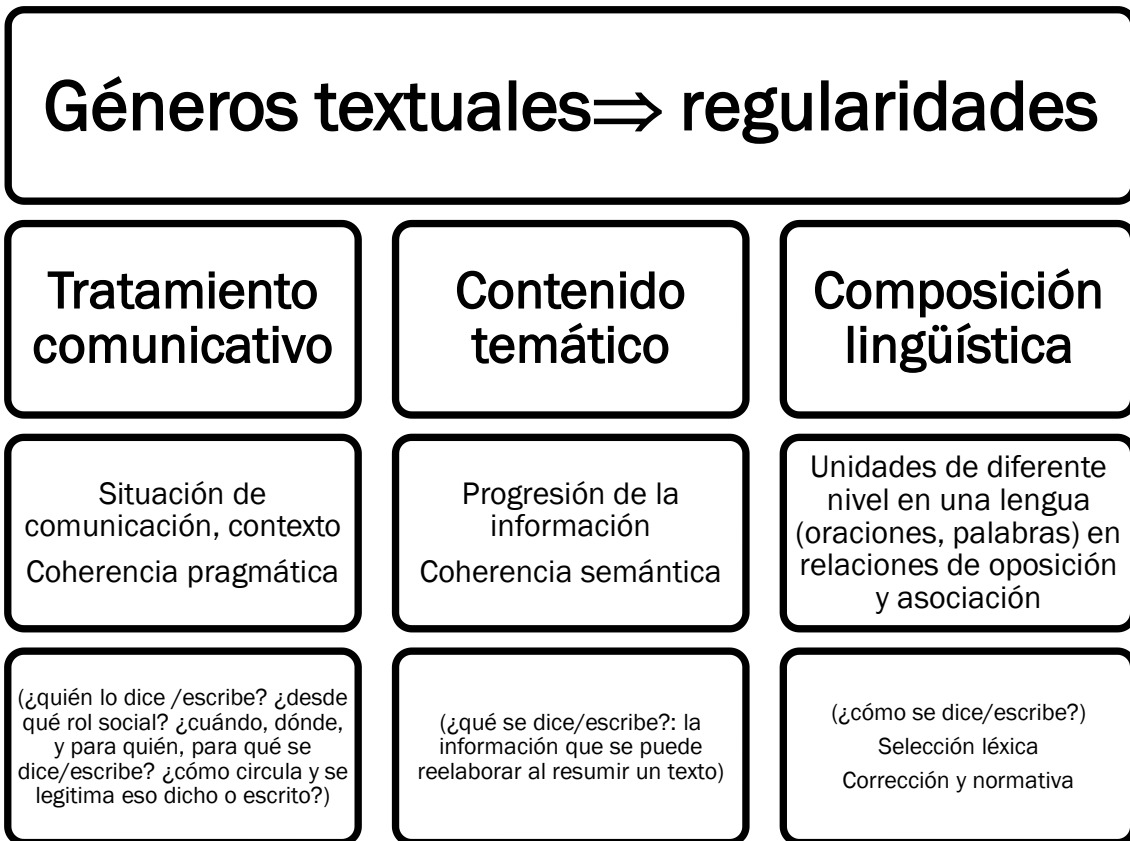 Géneros textuales⇒ regularidades
Tratamiento
comunicativo
Situación de
comunicación, contexto
Coherencia pragmática
(¿quién lo dice /escribe? ¿desde
qué rol social? ¿cuándo, dónde,
y para quién, para qué se
dice/escribe? ¿cómo circula y se
legitima eso dicho o escrito?)
Contenido
temático
Progresión de la
información
Coherencia semántica
(¿qué se dice/escribe?: la
información que se puede
reelaborar al resumir un texto)
Composición
lingüística
Unidades de diferente
nivel en una lengua
(oraciones, palabras) en
relaciones de oposición
y asociación
(¿cómo se dice/escribe?)
Selección léxica
Corrección y normativa